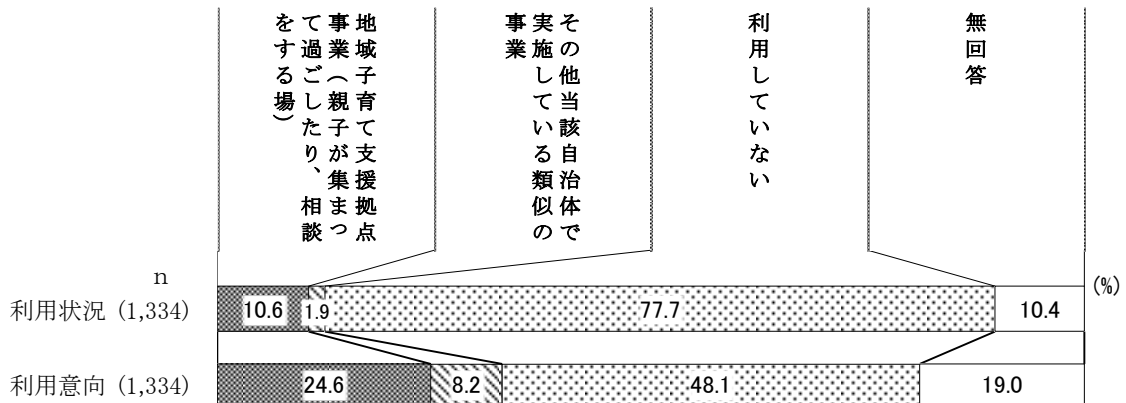 地域子育て支援拠点
事業（親子が集まっ
て過ごしたり、相談
をする場）
その他当該自治体で
実施している類似の
事業
利用していない
無回答
n
(%)
利用状況 (1,334)
10.6
1.9
77.7
10.4
利用意向 (1,334)
24.6
8.2
48.1
19.0